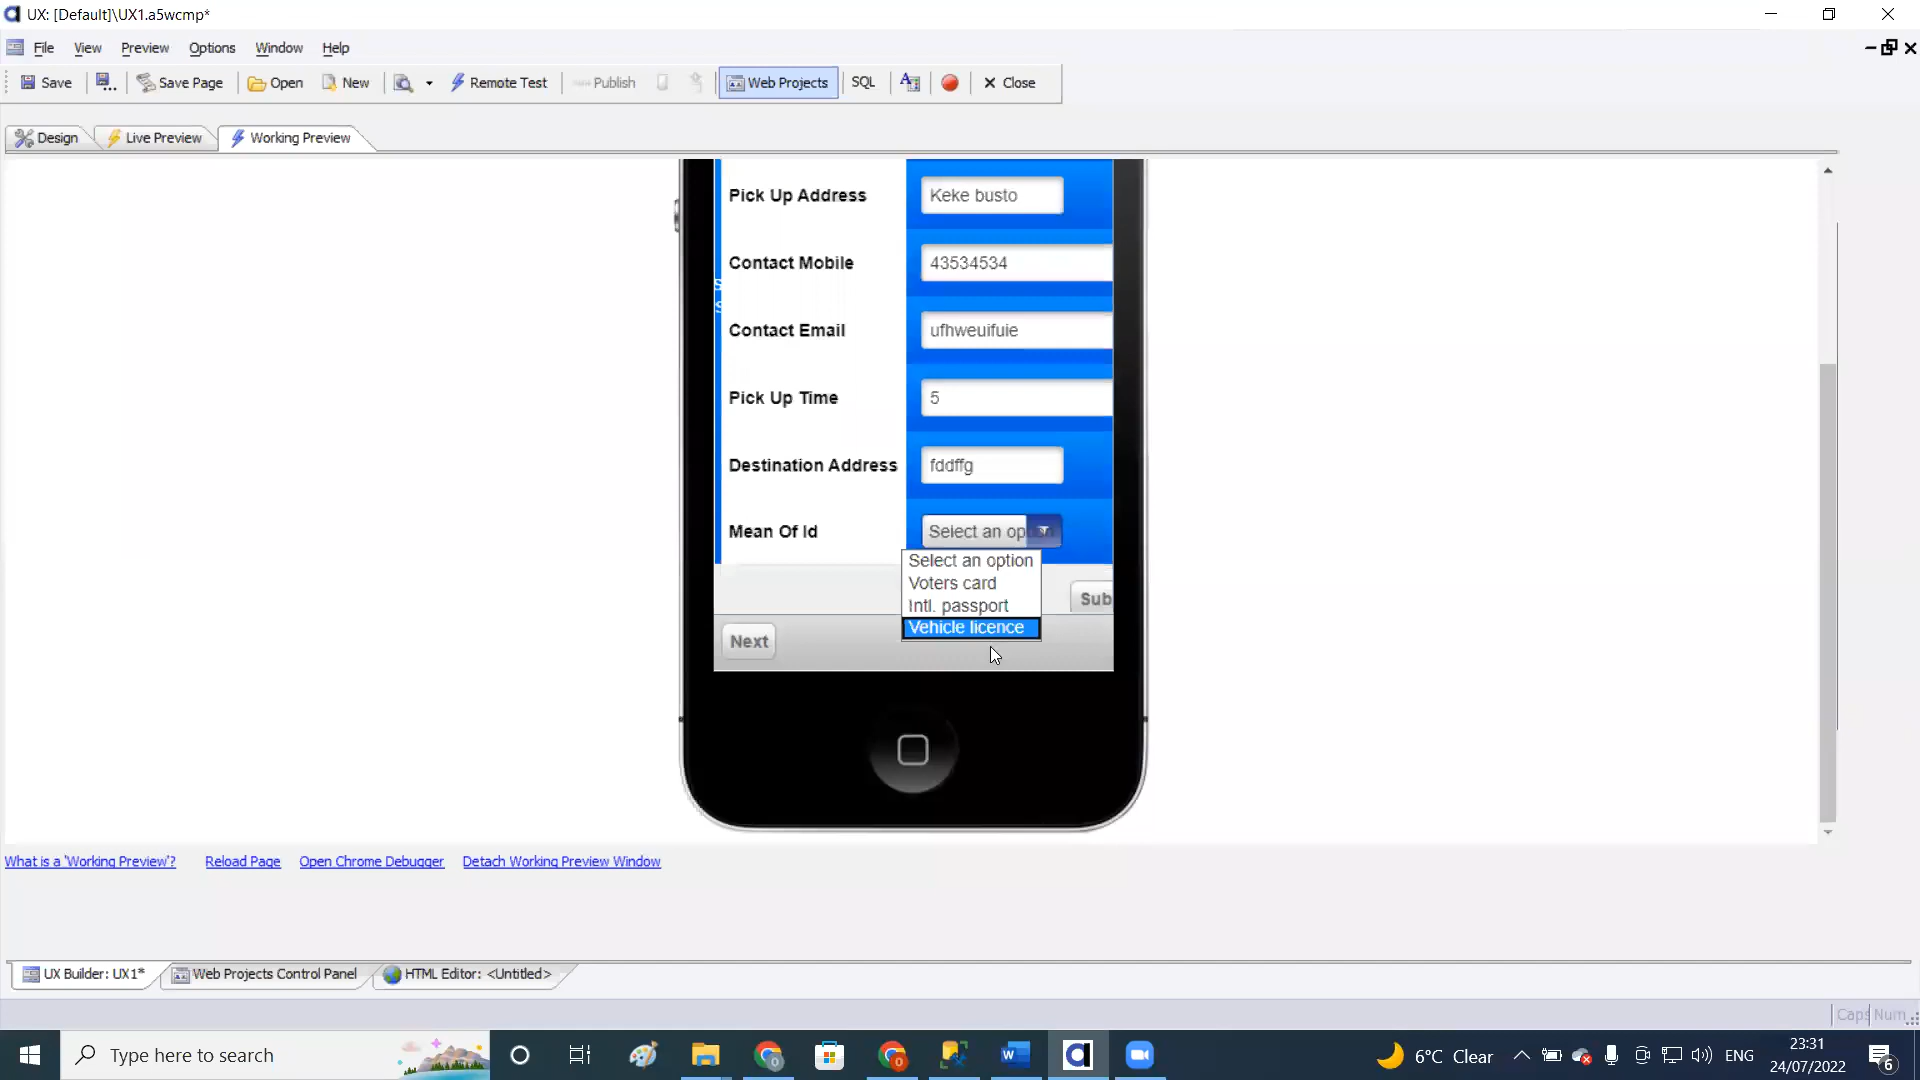 UX: [Default]\UX1.a5wcmp*
File View Preview Options Window Help
Save Save Page Open New Remote Test Publish Web Projects SQL Close
Design Live Preview Working Preview
Pick Up Address Keke busto
Contact Mobile 43534534
S
S
Contact Email ufhweuifuie
Pick Up Time 5
Destination Address fddffg
Mean Of Id Select an option
Select an option
Voters card
Intl. passport
Vehicle licence
Sub
Next
What is a 'Working Preview'? Reload Page Open Chrome Debugger Detach Working Preview Window
UX Builder: UX1* Web Projects Control Panel HTML Editor: <Untitled>
Caps Num
Type here to search
6°C Clear ENG
23:31
24/07/2022
6